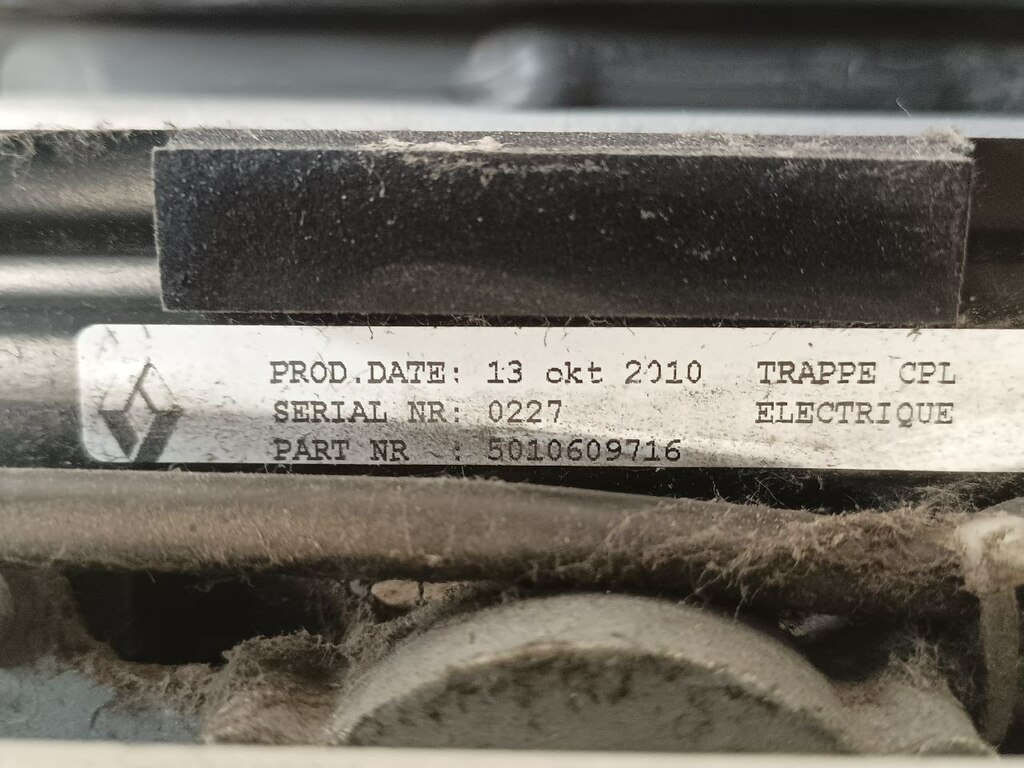 PROD.DATE: 13 okt 2010 TRAPPE CPL
SERIAL NR: 0227 ELECTRIQUE
PART NR : 5010609716